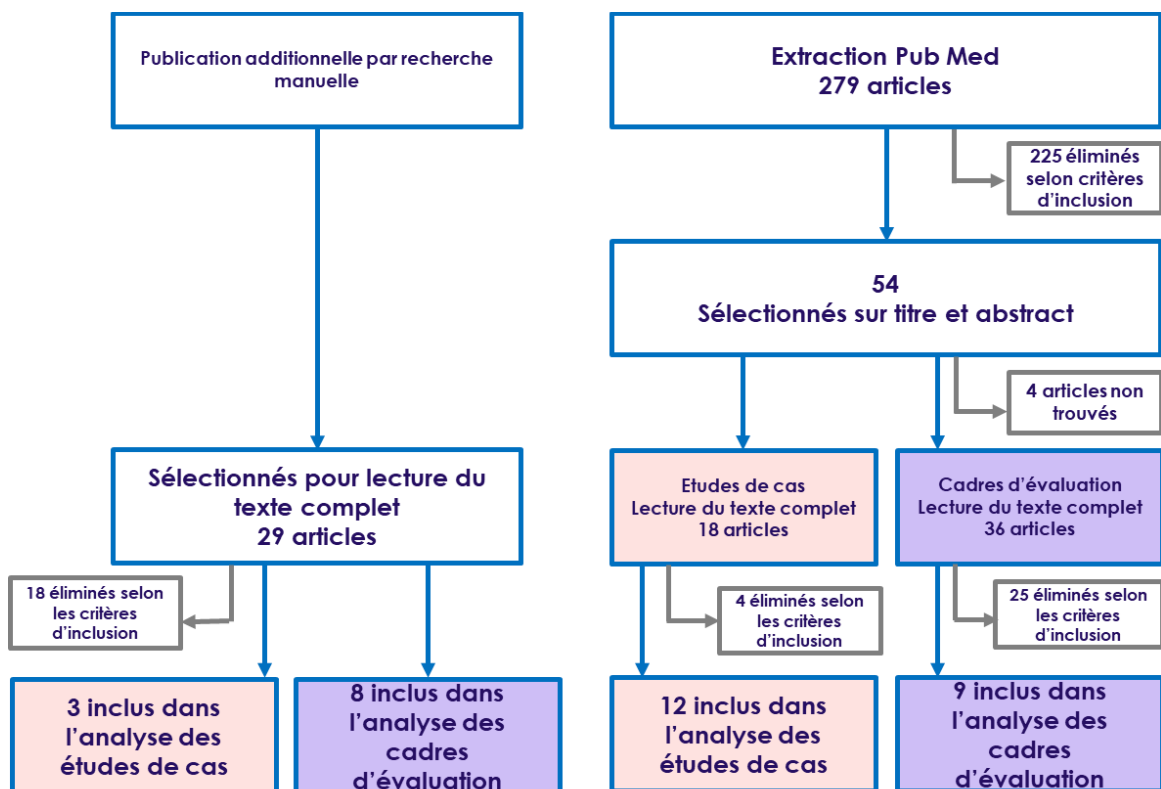 Publication additionnelle par recherche
manuelle
Extraction Pub Med
279 articles
225 éliminés
selon critères
d'inclusion
54
Sélectionnés sur titre et abstract
4 articles non
trouvés
Sélectionnés pour lecture du
texte complet
29 articles
Etudes de cas
Lecture du texte complet
18 articles
Cadres d'évaluation
Lecture du texte complet
36 articles
18 éliminés selon
les critères
d'inclusion
4 éliminés selon
les critères
d'inclusion
25 éliminés selon
les critères
d'inclusion
3 inclus dans
l'analyse des
études de cas
8 inclus dans
l'analyse des
cadres
d'évaluation
12 inclus dans
l'analyse des
études de cas
9 inclus dans
l'analyse des
cadres
d'évaluation